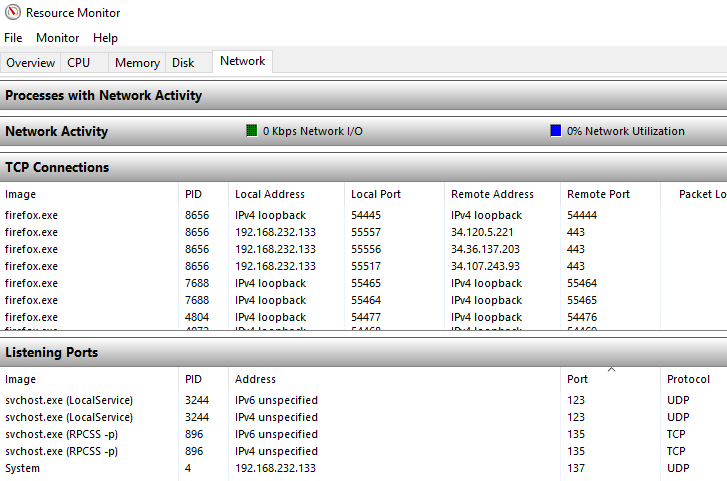 Resource Monitor
File Monitor Help
Overview CPU Memory Disk Network
Processes with Network Activity
Network Activity 0 Kbps Network I/O 0% Network Utilization
TCP Connections
Image PID Local Address Local Port Remote Address Remote Port Packet Lo
firefox.exe 8656 IPv4 loopback 54445 IPv4 loopback 54444
firefox.exe 8656 192.168.232.133 55557 34.120.5.221 443
firefox.exe 8656 192.168.232.133 55556 34.36.137.203 443
firefox.exe 8656 192.168.232.133 55517 34.107.243.93 443
firefox.exe 7688 IPv4 loopback 55465 IPv4 loopback 55464
firefox.exe 7688 IPv4 loopback 55464 IPv4 loopback 55465
firefox.exe 4804 IPv4 loopback 54477 IPv4 loopback 54476
firefox.exe IPv4 loopback IPv4 loopback
Listening Ports
Image PID Address Port Protocol
svchost.exe (LocalService) 3244 IPv6 unspecified 123 UDP
svchost.exe (LocalService) 3244 IPv4 unspecified 123 UDP
svchost.exe (RPCSS -p) 896 IPv6 unspecified 135 TCP
svchost.exe (RPCSS -p) 896 IPv4 unspecified 135 TCP
System 4 192.168.232.133 137 UDP